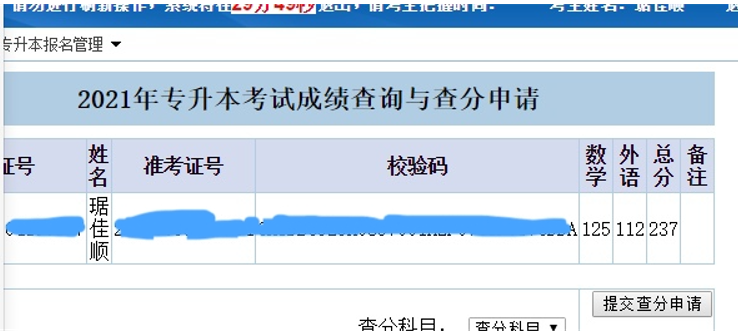 请勿进行刷新操作，系统将在29分49秒退出，请考生把握时间. 考生姓名：琚佳顺
专升本报名管理
2021年专升本考试成绩查询与查分申请
证号 姓名 准考证号 校验码 数学 外语 总分 备注
琚佳顺 125 112 237
提交查分申请
查分科目： 查分科目